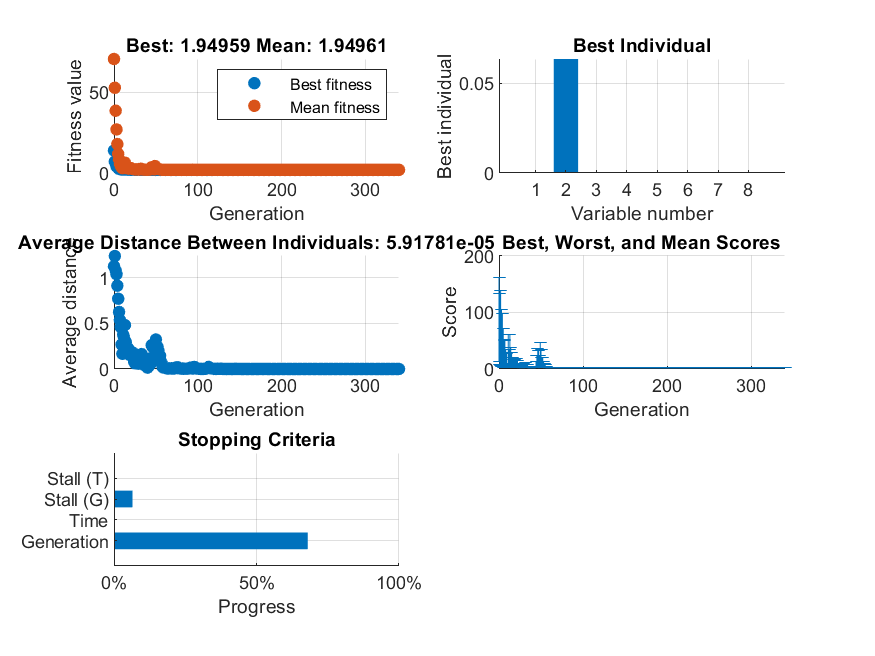 Best: 1.94959 Mean: 1.94961
Fitness value
50
0
Best fitness
Mean fitness
0 100 200 300
Generation
Best Individual
Best individual
0.05
0
1 2 3 4 5 6 7 8
Variable number
Average Distance Between Individuals: 5.91781e-05
Average distance
1
0.5
0
0 100 200 300
Generation
Best, Worst, and Mean Scores
Score
200
100
0
0 100 200 300
Generation
Stopping Criteria
Stall (T)
Stall (G)
Time
Generation
0% 50% 100%
Progress